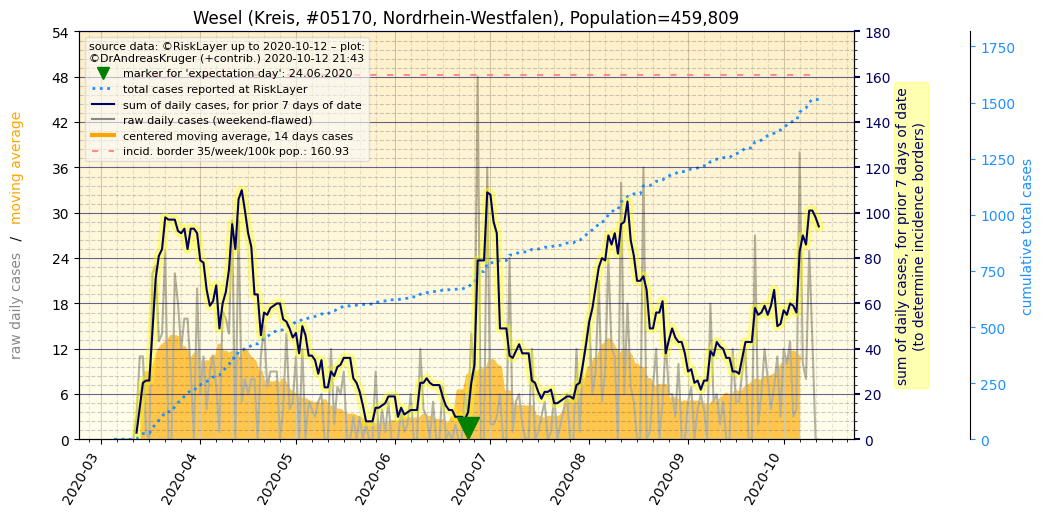 Wesel (Kreis, #05170, Nordrhein-Westfalen), Population=459,809
source data: ©RiskLayer up to 2020-10-12 – plot:
©DrAndreasKruger (+contrib.) 2020-10-12 21:43
marker for 'expectation day': 24.06.2020
total cases reported at RiskLayer
sum of daily cases, for prior 7 days of date
raw daily cases (weekend-flawed)
centered moving average, 14 days cases
incid. border 35/week/100k pop.: 160.93
raw daily cases / moving average
54
48
42
36
30
24
18
12
6
0
2020-03
2020-04
2020-05
2020-06
2020-07
2020-08
2020-09
2020-10
180
160
140
120
100
80
60
40
20
0
sum of daily cases, for prior 7 days of date
(to determine incidence borders)
1750
1500
1250
1000
750
500
250
0
cumulative total cases